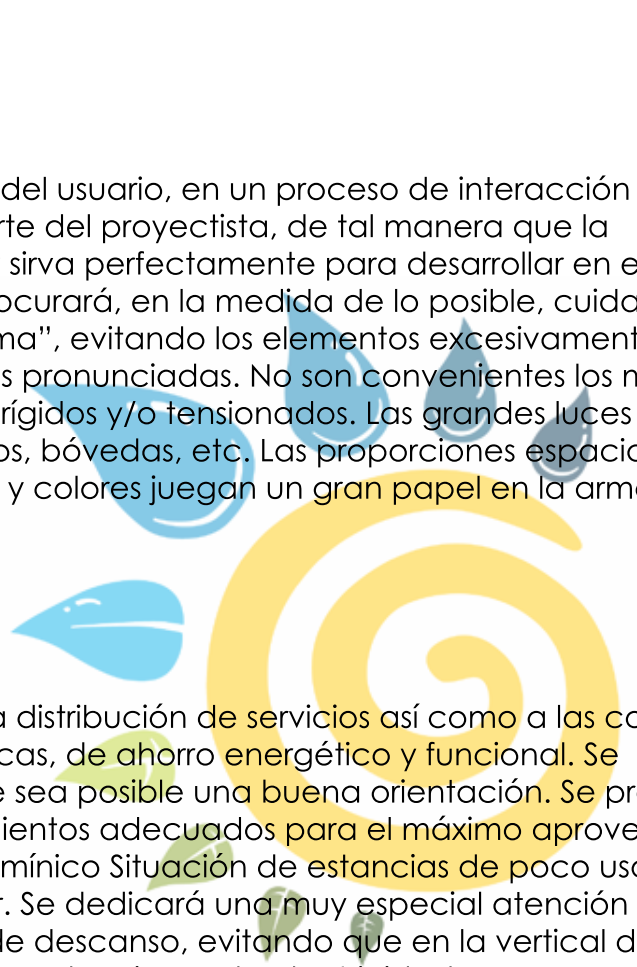 del usuario, en un proceso de interacción
rte del proyectista, de tal manera que la
sirva perfectamente para desarrollar en e
ocurará, en la medida de lo posible, cuida
ma”, evitando los elementos excesivament
s pronunciadas. No son convenientes los m
rígidos y/o tensionados. Las grandes luces
os, bóvedas, etc. Las proporciones espacia
y colores juegan un gran papel en la armo
a distribución de servicios así como a las co
cas, de ahorro energético y funcional. Se
e sea posible una buena orientación. Se pr
ientos adecuados para el máximo aprove
mínico Situación de estancias de poco uso
r. Se dedicará una muy especial atención
de descanso, evitando que en la vertical d